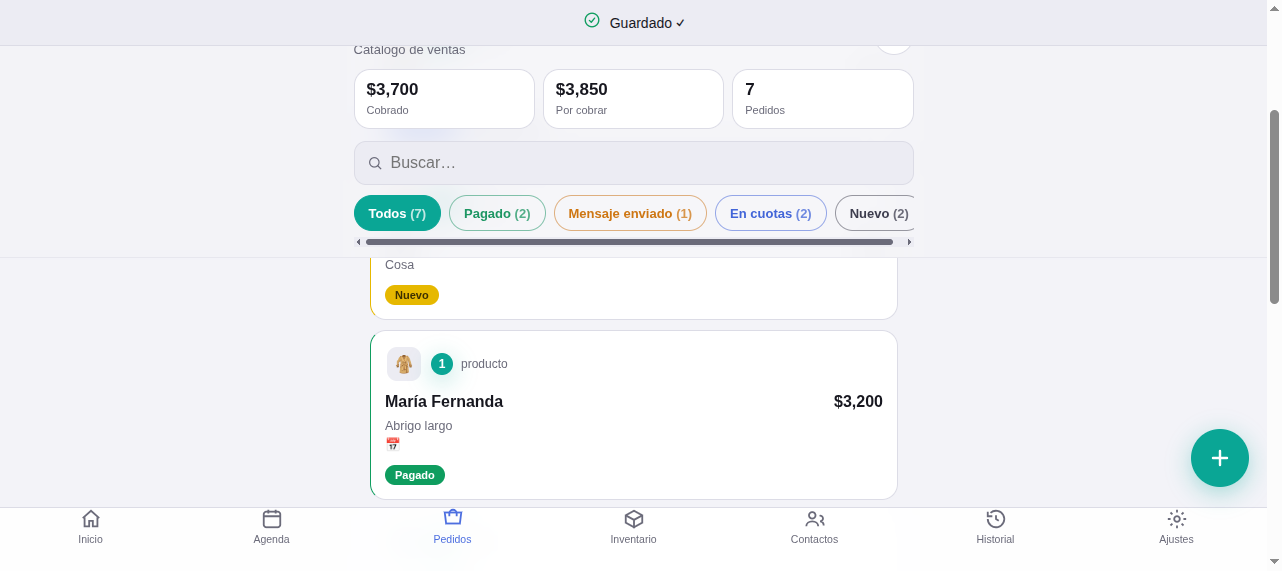 Guardado ✓
Catálogo de ventas
$3,700
Cobrado
$3,850
Por cobrar
7
Pedidos
Buscar…
Todos (7)
Pagado (2)
Mensaje enviado (1)
En cuotas (2)
Nuevo (2)
Cosa
Nuevo
1 producto
María Fernanda
$3,200
Abrigo largo
Pagado
Inicio
Agenda
Pedidos
Inventario
Contactos
Historial
Ajustes